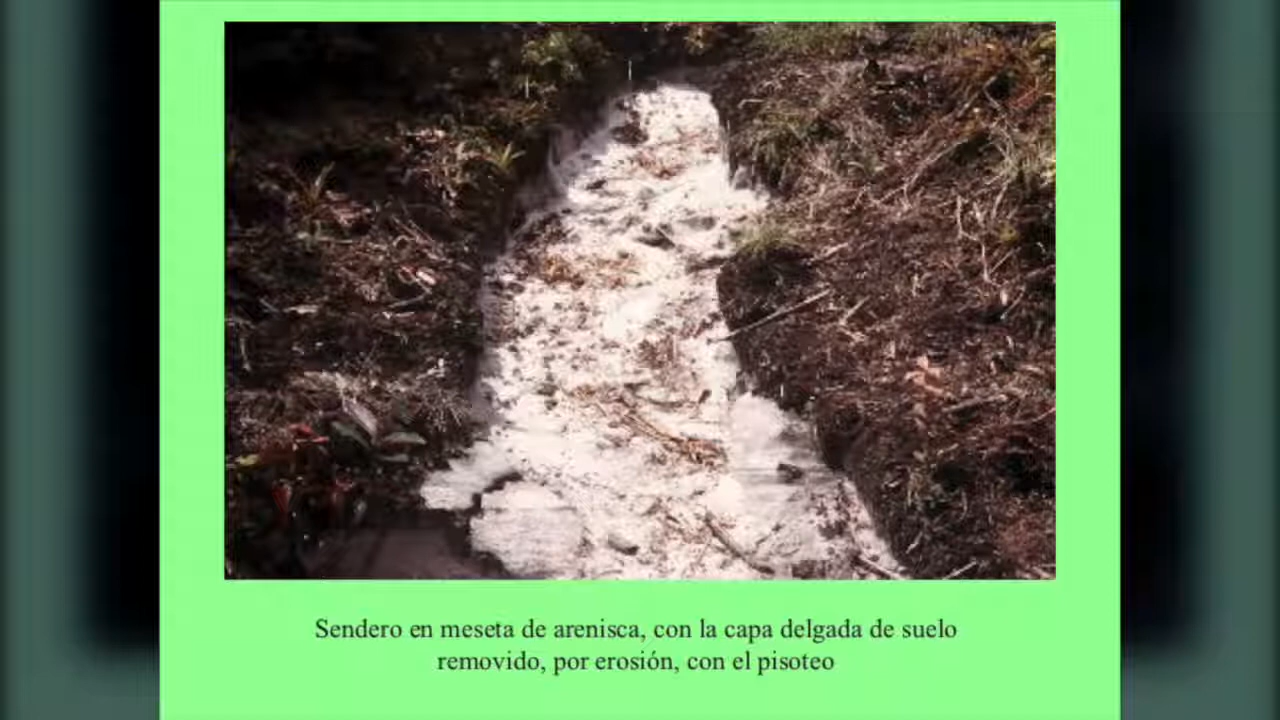 Sendero en meseta de arenisca, con la capa delgada de suelo
removido, por erosión, con el pisoteo